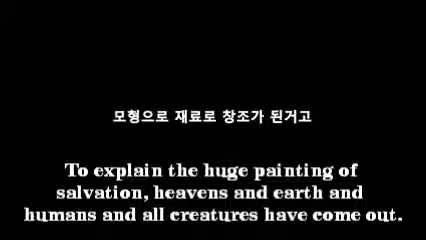 모형으로 재료로 창조가 된거고
To explain the huge painting of
salvation, heavens and earth and
humans and all creatures have come out.